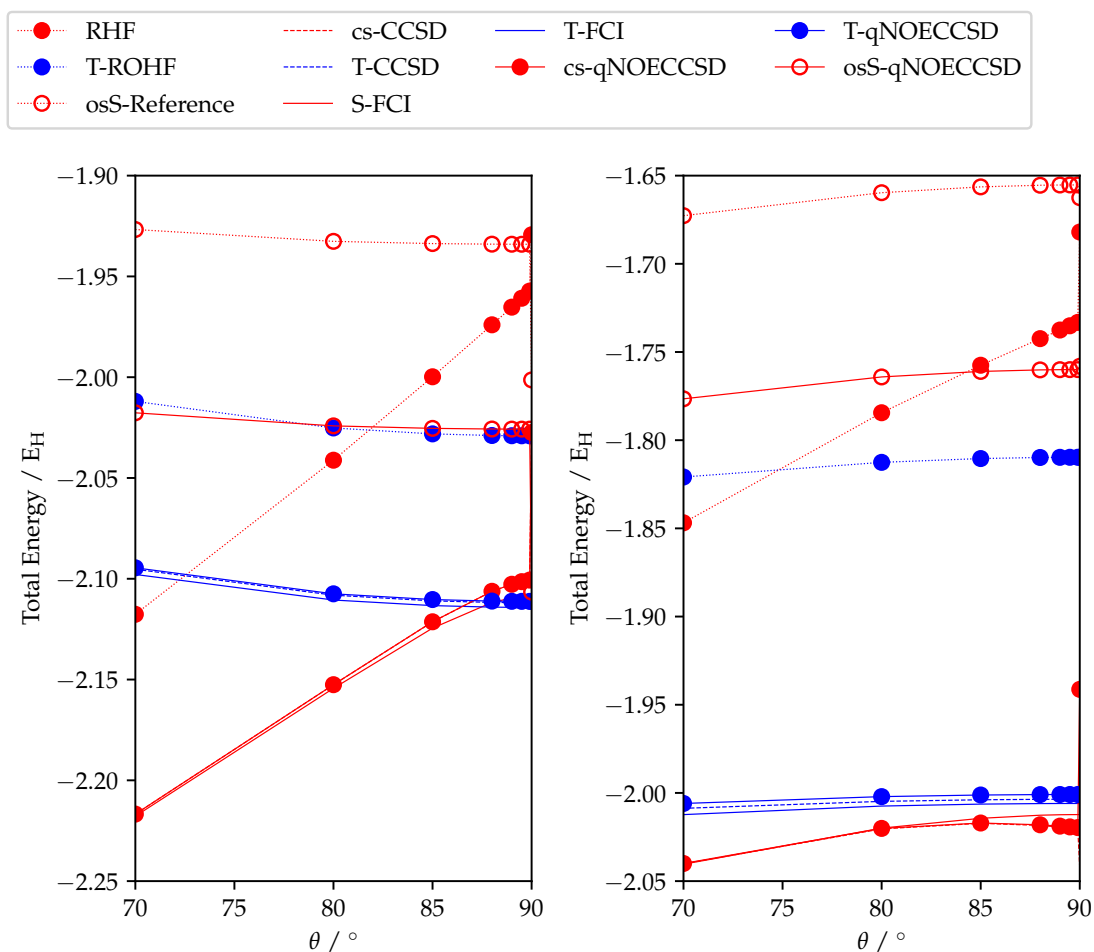 RHF cs-CCSD T-FCI T-qNOECCSD
T-ROHF T-CCSD cs-qNOECCSD osS-qNOECCSD
osS-Reference S-FCI
Total Energy / E_H
−1.90
−1.95
−2.00
−2.05
−2.10
−2.15
−2.20
−2.25
70 75 80 85 90
θ / °
Total Energy / E_H
−1.65
−1.70
−1.75
−1.80
−1.85
−1.90
−1.95
−2.00
−2.05
70 75 80 85 90
θ / °